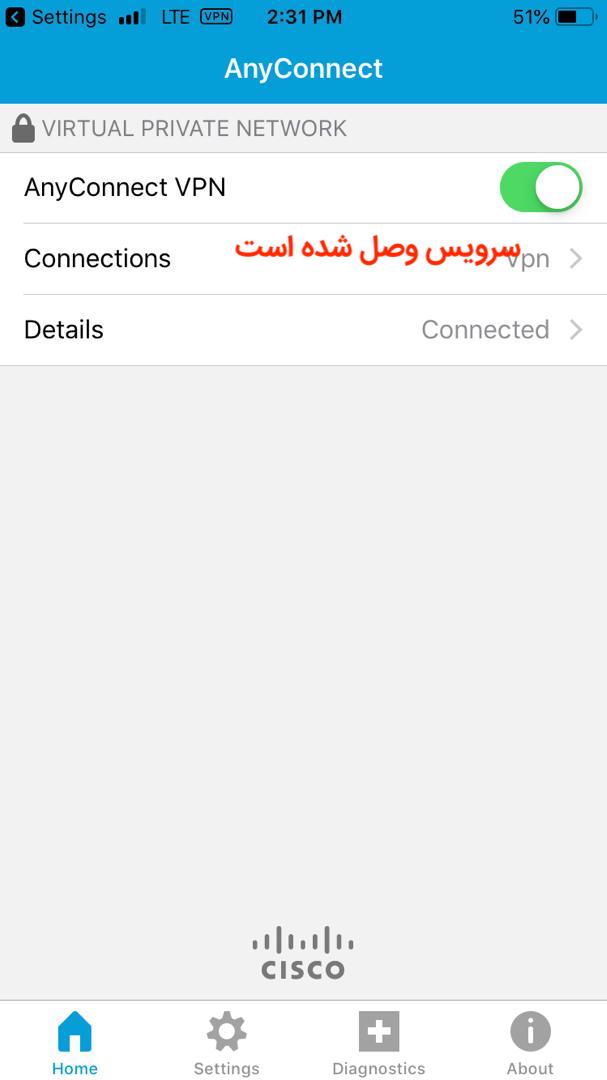 Settings LTE VPN 2:31 PM 51%
AnyConnect
VIRTUAL PRIVATE NETWORK
AnyConnect VPN
Connections vpn
سرویس وصل شده است
Details Connected
CISCO
Home Settings Diagnostics About